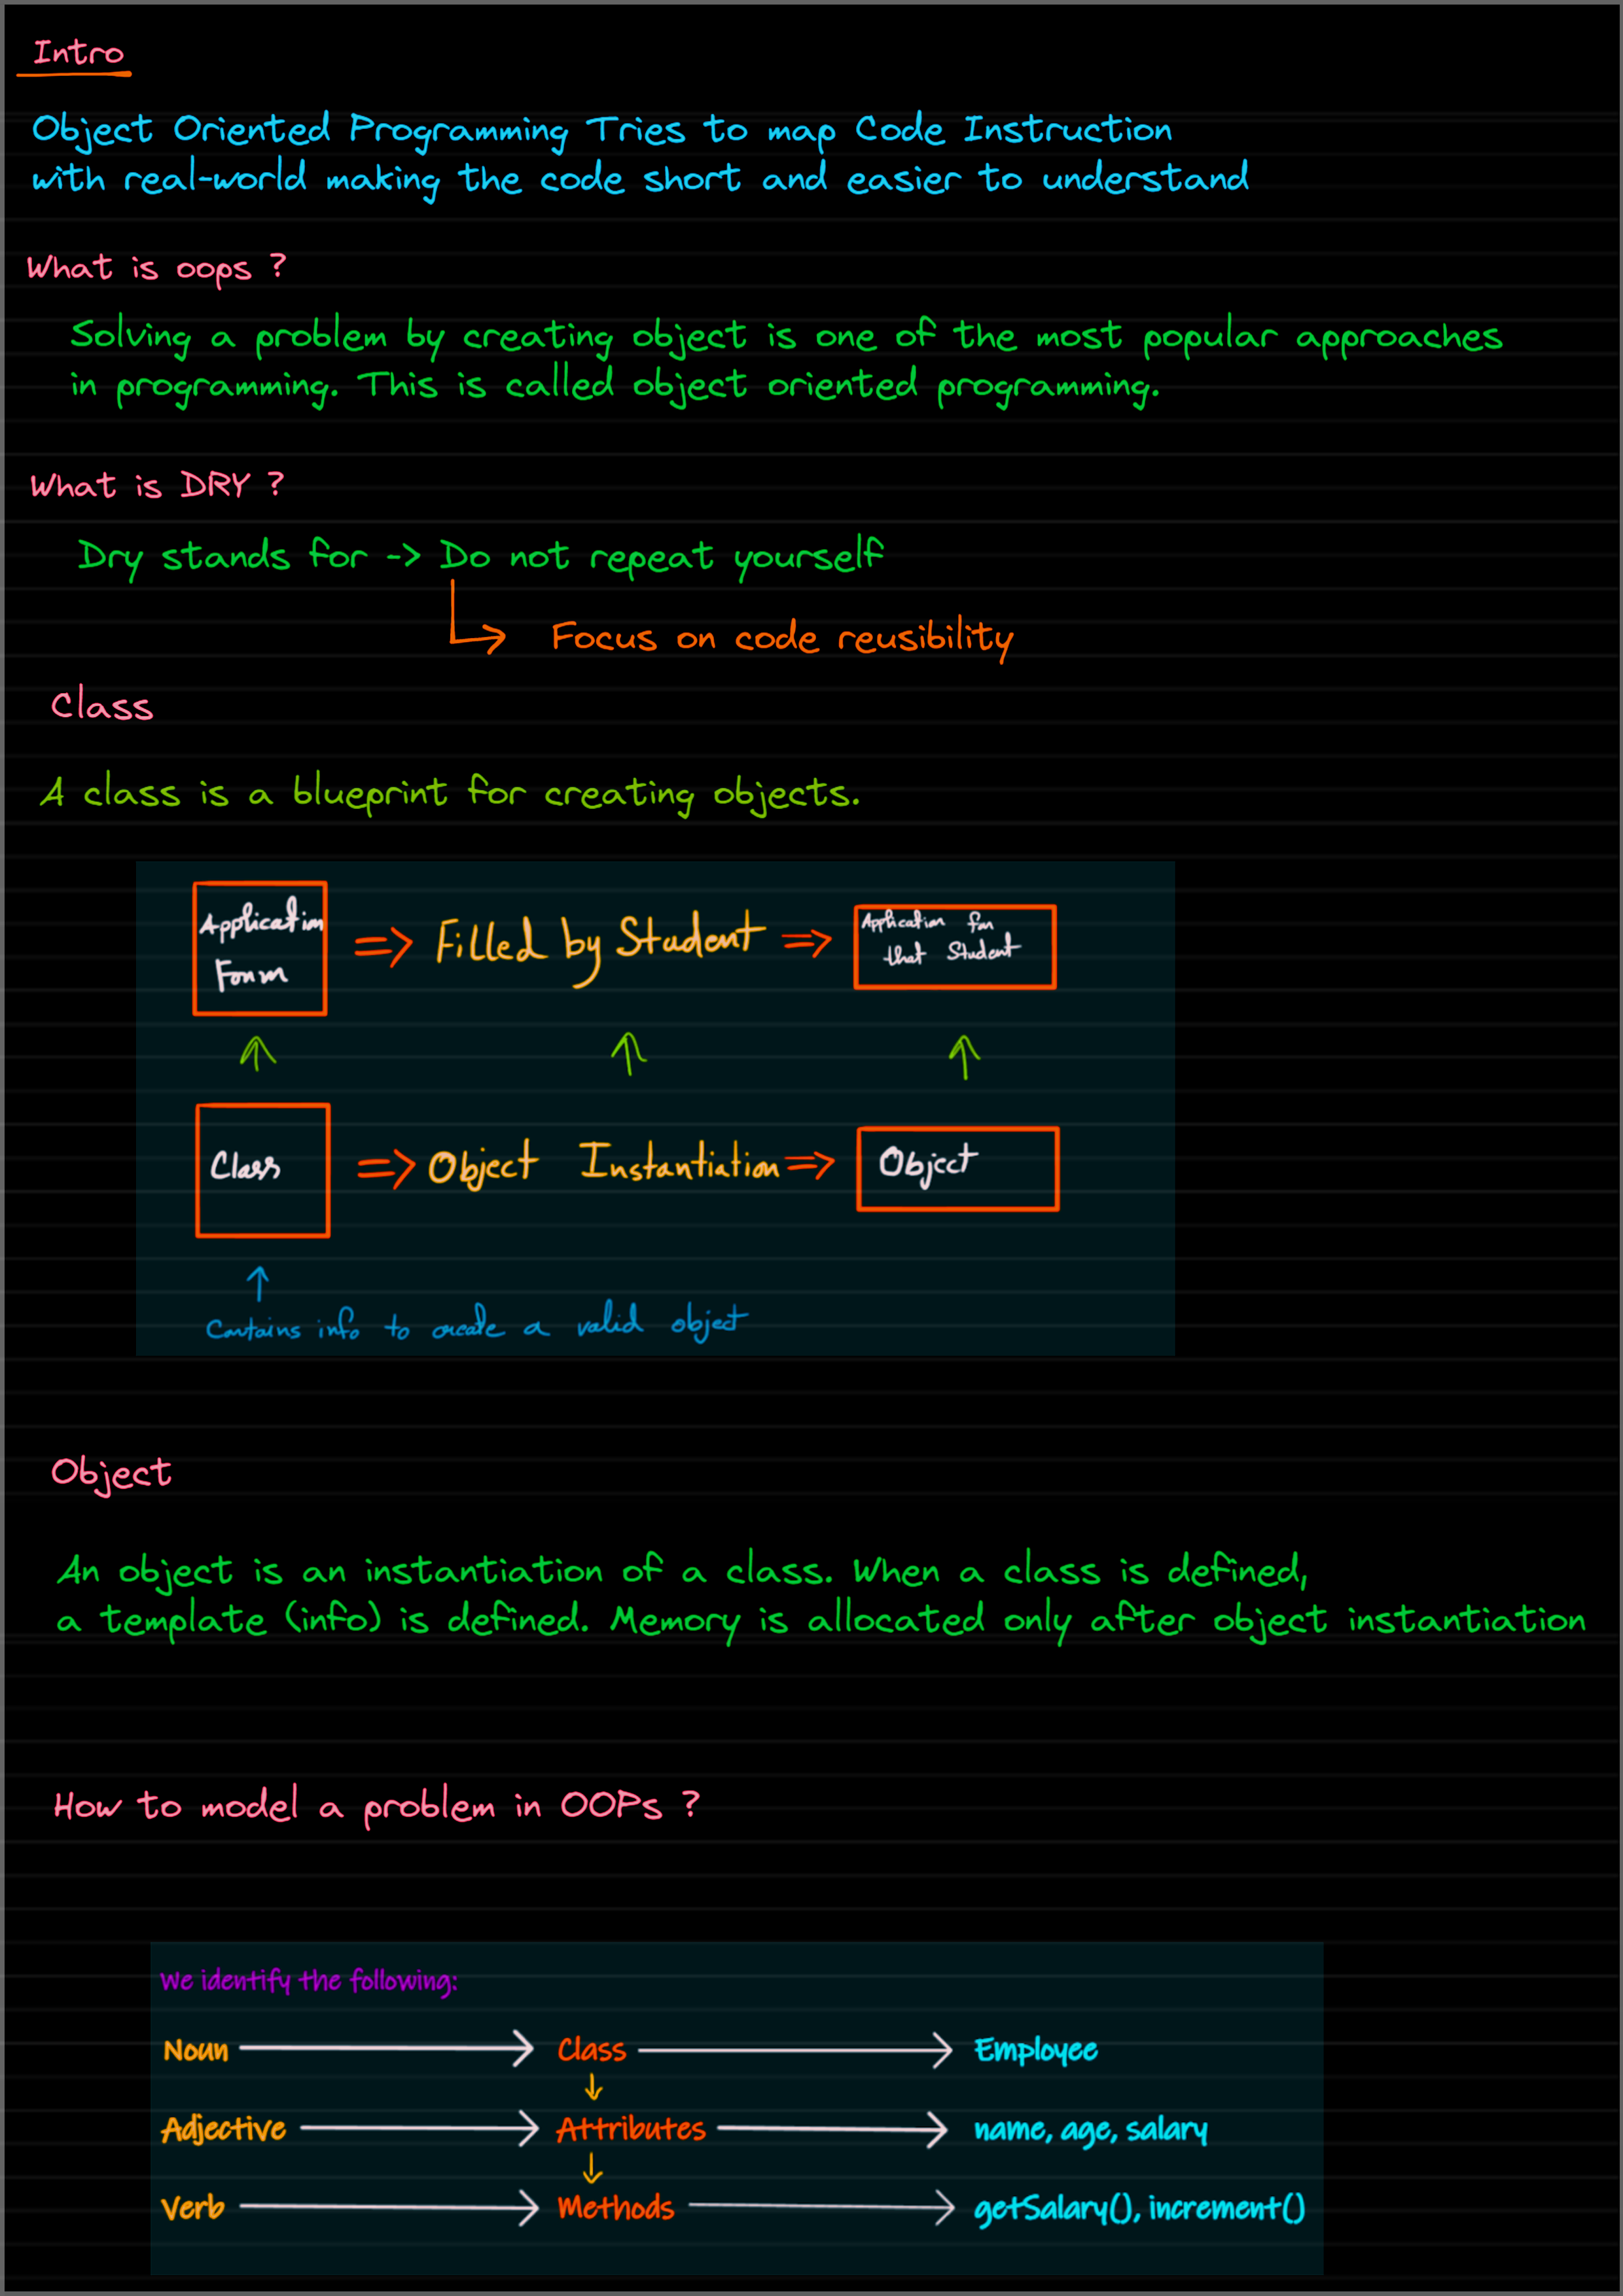 Intro
Object Oriented Programming Tries to map Code Instruction
with real-world making the code short and easier to understand
What is oops ?
Solving a problem by creating object is one of the most popular approaches
in programming. This is called object oriented programming.
What is DRY ?
Dry stands for -> Do not repeat yourself
Focus on code reusibility
Class
A class is a blueprint for creating objects.
Application
Form
=> Filled by Student =>
Application for
that Student
Class
=> Object Instantiation =>
Object
Contains info to create a valid object
Object
An object is an instantiation of a class. When a class is defined,
a template (info) is defined. Memory is allocated only after object instantiation
How to model a problem in OOPs ?
We identify the following:
Noun Class Employee
Adjective Attributes name, age, salary
Verb Methods getSalary(), increment()